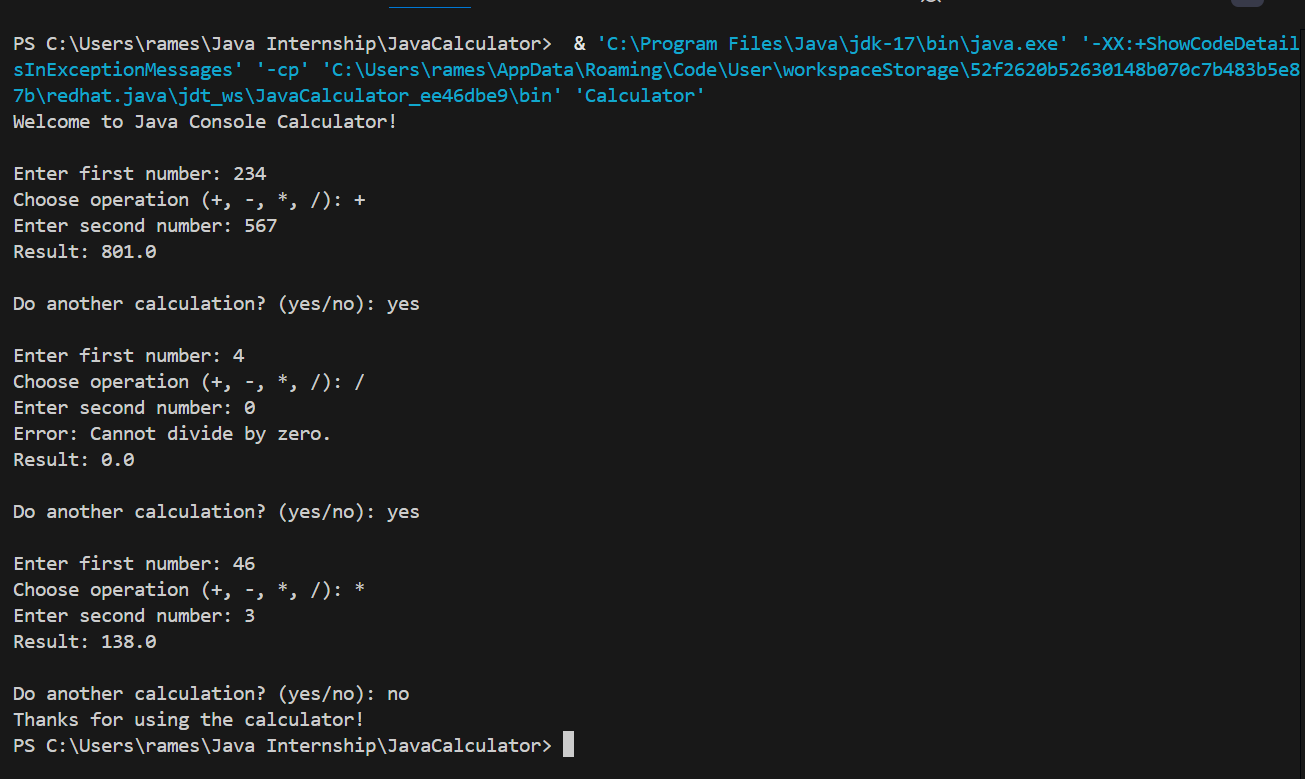 PS C:\Users\rames\Java Internship\JavaCalculator>  & 'C:\Program Files\Java\jdk-17\bin\java.exe' '-XX:+ShowCodeDetail
sInExceptionMessages' '-cp' 'C:\Users\rames\AppData\Roaming\Code\User\workspaceStorage\52f2620b52630148b070c7b483b5e8
7b\redhat.java\jdt_ws\JavaCalculator_ee46dbe9\bin' 'Calculator'
Welcome to Java Console Calculator!
Enter first number: 234
Choose operation (+, -, *, /): +
Enter second number: 567
Result: 801.0
Do another calculation? (yes/no): yes
Enter first number: 4
Choose operation (+, -, *, /): /
Enter second number: 0
Error: Cannot divide by zero.
Result: 0.0
Do another calculation? (yes/no): yes
Enter first number: 46
Choose operation (+, -, *, /): *
Enter second number: 3
Result: 138.0
Do another calculation? (yes/no): no
Thanks for using the calculator!
PS C:\Users\rames\Java Internship\JavaCalculator>